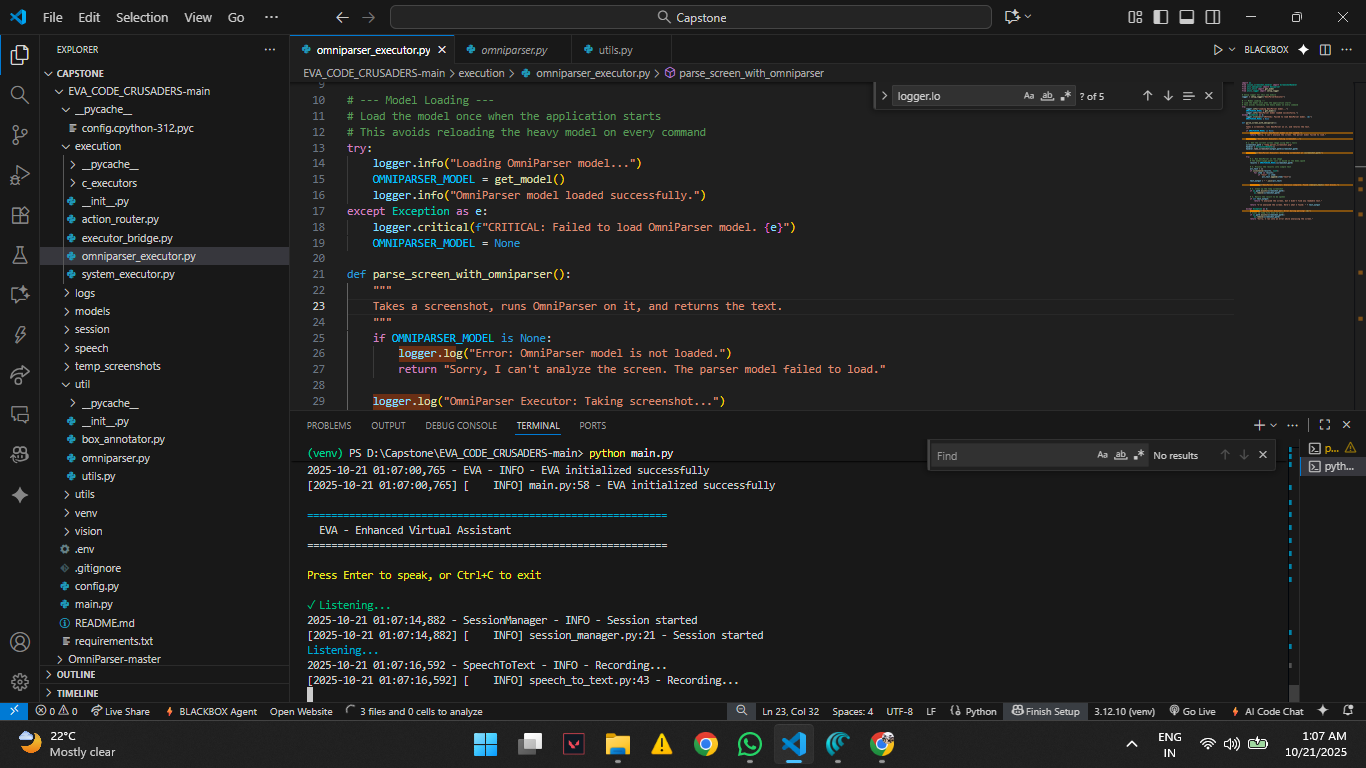 File Edit Selection View Go ··· Capstone
EXPLORER ···
CAPSTONE
EVA_CODE_CRUSADERS-main
__pycache__
config.cpython-312.pyc
execution
__pycache__
c_executors
__init__.py
action_router.py
executor_bridge.py
omniparser_executor.py
system_executor.py
logs
models
session
speech
temp_screenshots
util
__pycache__
__init__.py
box_annotator.py
omniparser.py
utils.py
utils
venv
vision
.env
.gitignore
config.py
main.py
README.md
requirements.txt
OmniParser-master
OUTLINE
TIMELINE
omniparser_executor.py omniparser.py utils.py BLACKBOX
EVA_CODE_CRUSADERS-main > execution > omniparser_executor.py > parse_screen_with_omniparser
logger.lo Aa ab .* ? of 5
9
10 # --- Model Loading ---
11 # Load the model once when the application starts
12 # This avoids reloading the heavy model on every command
13 try:
14 logger.info("Loading OmniParser model...")
15 OMNIPARSER_MODEL = get_model()
16 logger.info("OmniParser model loaded successfully.")
17 except Exception as e:
18 logger.critical(f"CRITICAL: Failed to load OmniParser model. {e}")
19 OMNIPARSER_MODEL = None
20
21 def parse_screen_with_omniparser():
22 """
23 Takes a screenshot, runs OmniParser on it, and returns the text.
24 """
25 if OMNIPARSER_MODEL is None:
26 logger.log("Error: OmniParser model is not loaded.")
27 return "Sorry, I can't analyze the screen. The parser model failed to load."
28
29 logger.log("OmniParser Executor: Taking screenshot...")
PROBLEMS OUTPUT DEBUG CONSOLE TERMINAL PORTS
Find Aa ab .* No results
p...
pyth...
(venv) PS D:\Capstone\EVA_CODE_CRUSADERS-main> python main.py
2025-10-21 01:07:00,765 - EVA - INFO - EVA initialized successfully
[2025-10-21 01:07:00,765] [    INFO] main.py:58 - EVA initialized successfully
============================================================
EVA - Enhanced Virtual Assistant
============================================================
Press Enter to speak, or Ctrl+C to exit
✓ Listening...
2025-10-21 01:07:14,882 - SessionManager - INFO - Session started
[2025-10-21 01:07:14,882] [    INFO] session_manager.py:21 - Session started
Listening...
2025-10-21 01:07:16,592 - SpeechToText - INFO - Recording...
[2025-10-21 01:07:16,592] [    INFO] speech_to_text.py:43 - Recording...
0 0 Live Share BLACKBOX Agent Open Website 3 files and 0 cells to analyze Ln 23, Col 32 Spaces: 4 UTF-8 LF Python Finish Setup 3.12.10 (venv) Go Live AI Code Chat
22°C
Mostly clear
ENG
IN
1:07 AM
10/21/2025